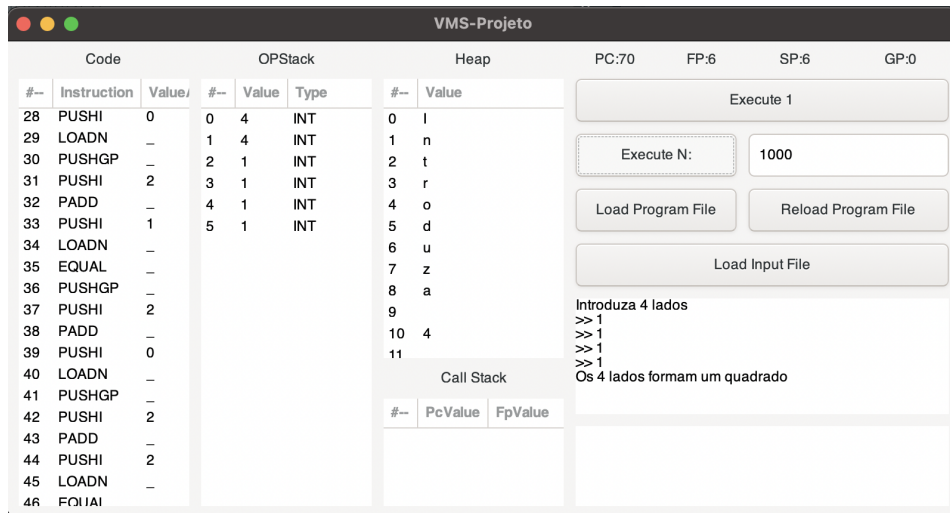 VMS-Projeto
Code
#-- Instruction Value/
28 PUSHI 0
29 LOADN _
30 PUSHGP _
31 PUSHI 2
32 PADD _
33 PUSHI 1
34 LOADN _
35 EQUAL _
36 PUSHGP _
37 PUSHI 2
38 PADD _
39 PUSHI 0
40 LOADN _
41 PUSHGP _
42 PUSHI 2
43 PADD _
44 PUSHI 2
45 LOADN _
46 EQUAL
OPStack
#-- Value Type
0 4 INT
1 4 INT
2 1 INT
3 1 INT
4 1 INT
5 1 INT
Heap
#-- Value
0 I
1 n
2 t
3 r
4 o
5 d
6 u
7 z
8 a
9
10 4
11
Call Stack
#-- PcValue FpValue
PC:70 FP:6 SP:6 GP:0
Execute 1
Execute N: 1000
Load Program File Reload Program File
Load Input File
Introduza 4 lados
>> 1
>> 1
>> 1
>> 1
Os 4 lados formam um quadrado